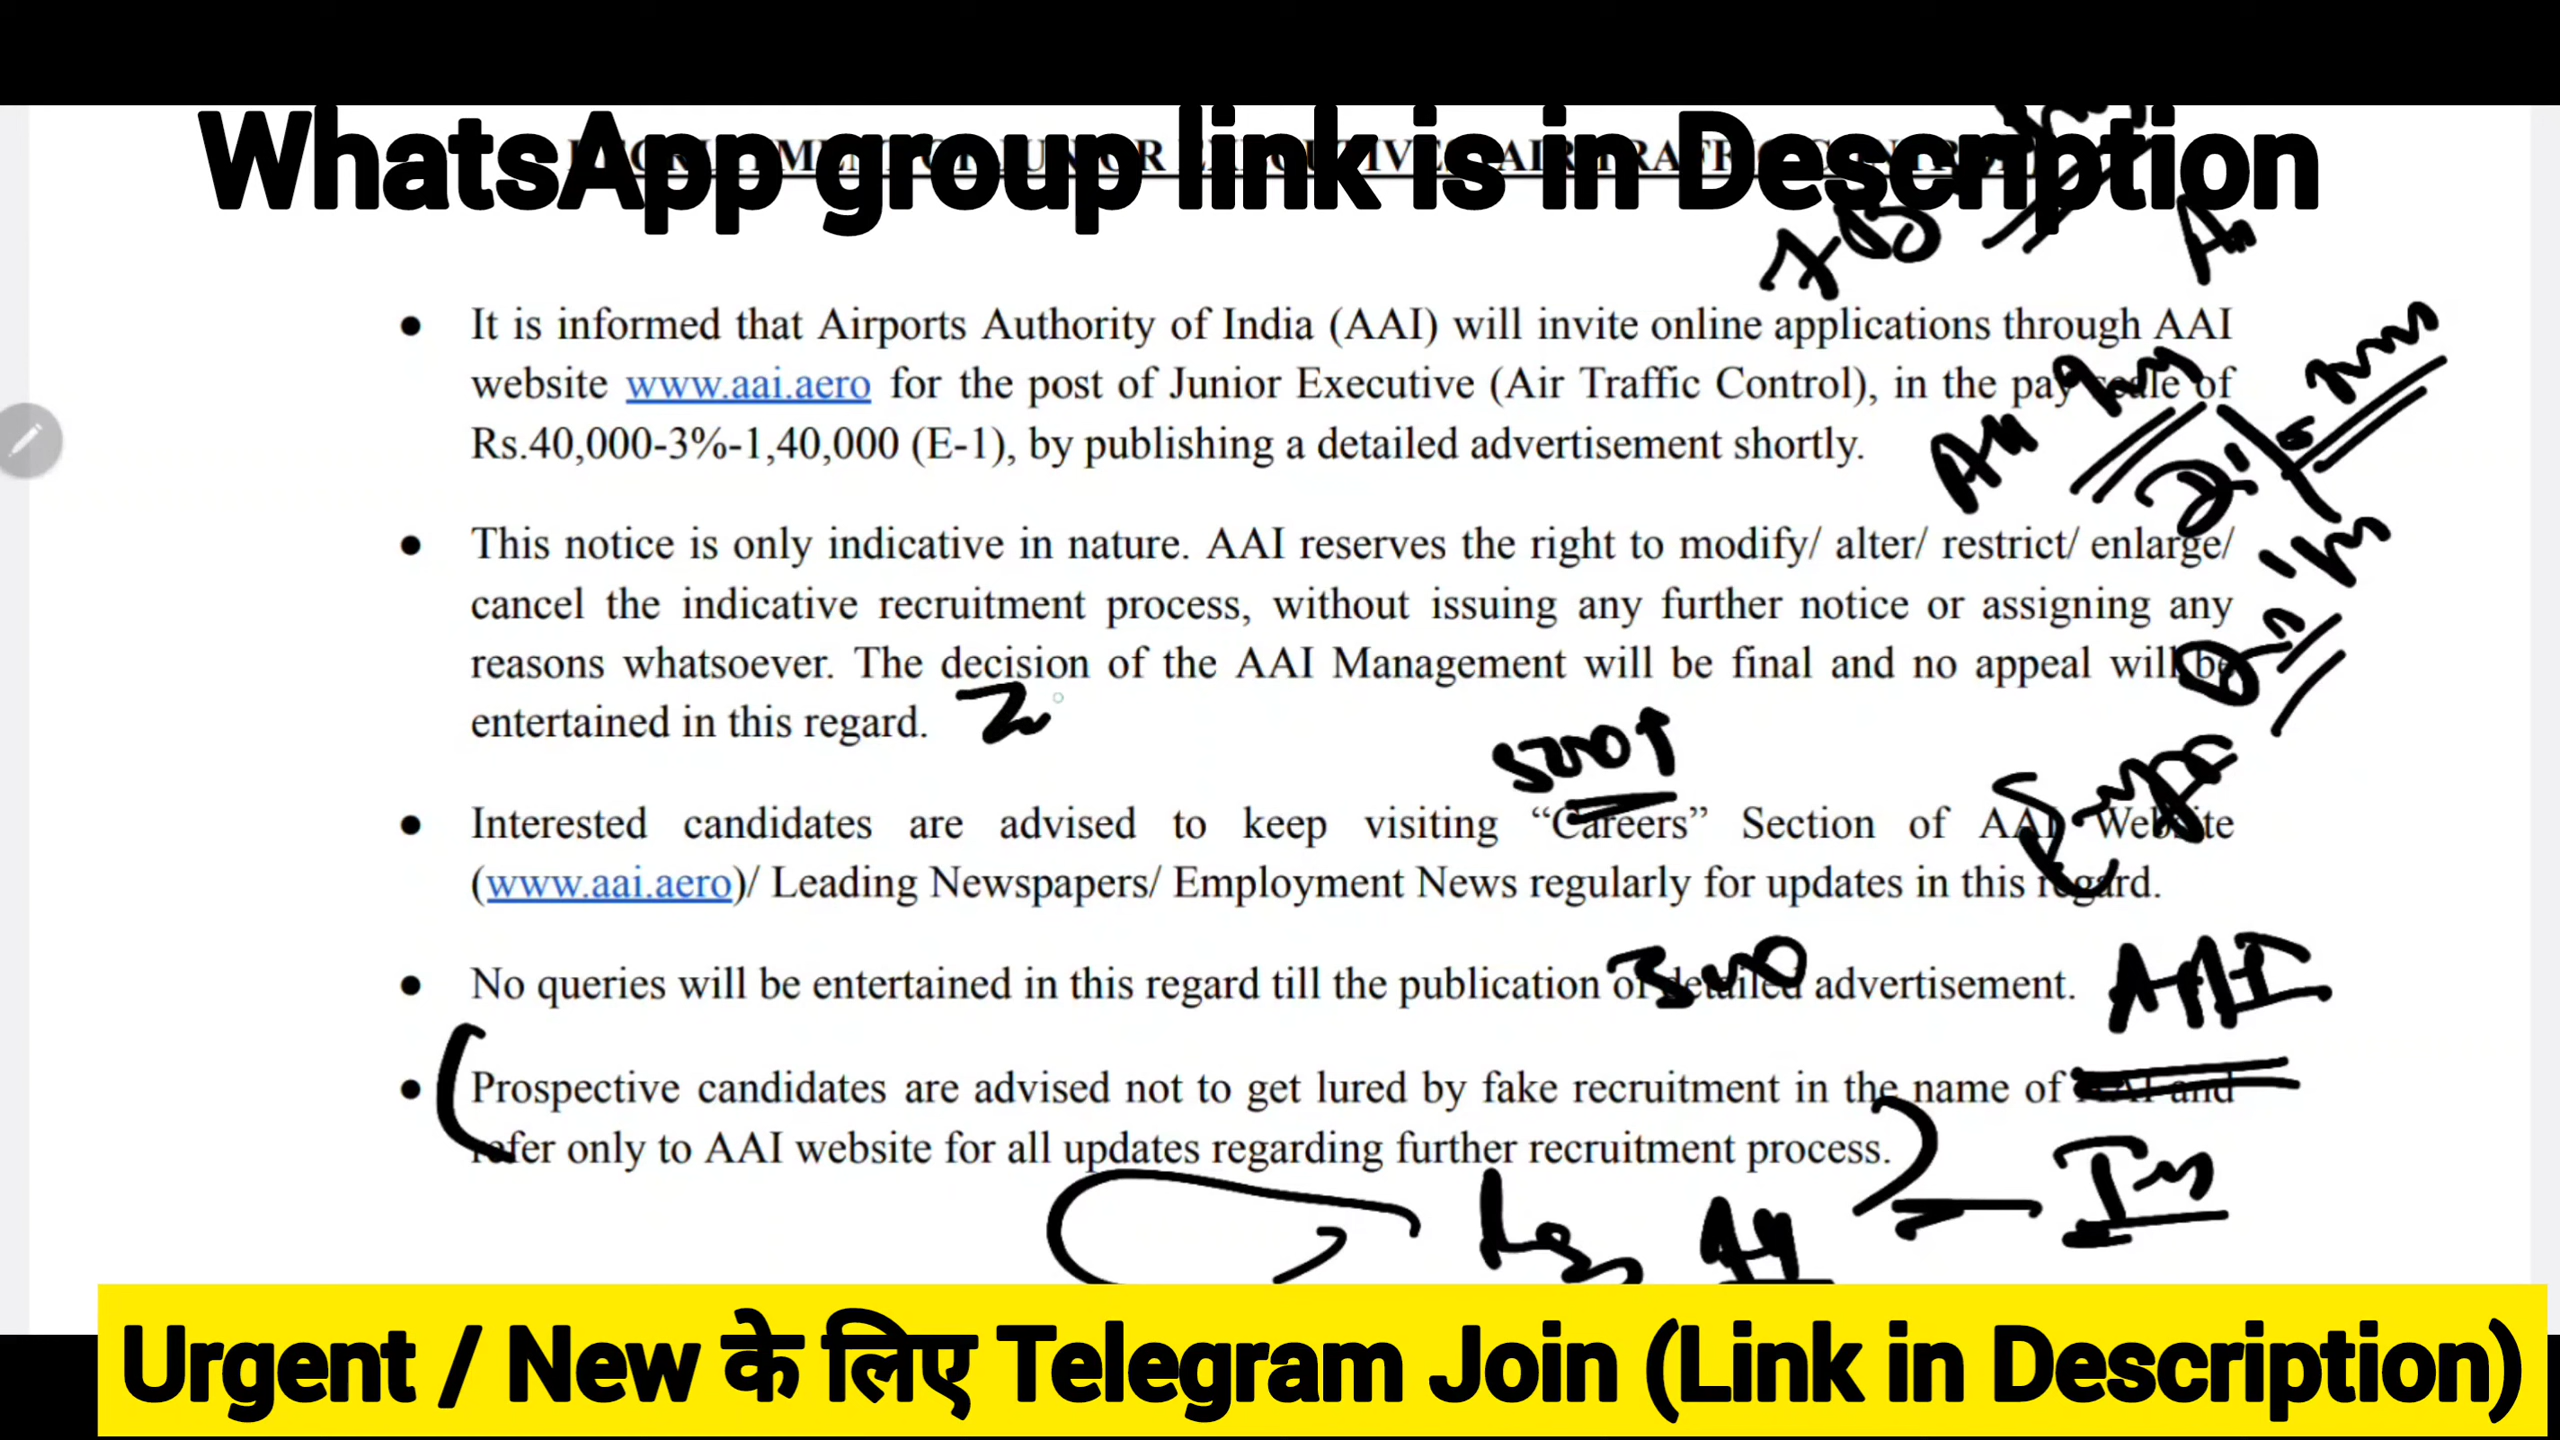 WhatsApp group link is in Description
• It is informed that Airports Authority of India (AAI) will invite online applications through AAI
website www.aai.aero for the post of Junior Executive (Air Traffic Control), in the pay scale of
Rs.40,000-3%-1,40,000 (E-1), by publishing a detailed advertisement shortly.
• This notice is only indicative in nature. AAI reserves the right to modify/ alter/ restrict/ enlarge/
cancel the indicative recruitment process, without issuing any further notice or assigning any
reasons whatsoever. The decision of the AAI Management will be final and no appeal will be
entertained in this regard.
• Interested candidates are advised to keep visiting “Careers” Section of AAI Website
(www.aai.aero)/ Leading Newspapers/ Employment News regularly for updates in this regard.
• No queries will be entertained in this regard till the publication of detailed advertisement.
AAI
• Prospective candidates are advised not to get lured by fake recruitment in the name of AAI and
refer only to AAI website for all updates regarding further recruitment process.
Urgent / New के लिए Telegram Join (Link in Description)